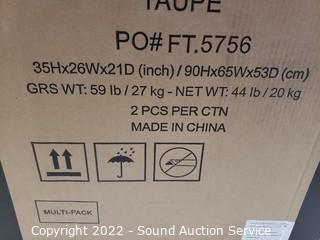 TAUPE
PO# FT.5756
35Hx26Wx21D (inch) / 90Hx65Wx53D (cm)
GRS WT: 59 lb / 27 kg - NET WT: 44 lb / 20 kg
2 PCS PER CTN
MADE IN CHINA
MULTI-PACK
Copyright 2022 - Sound Auction Service